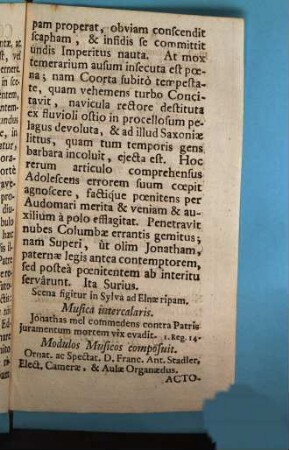 pam properat, obviam conscendit
scapham, & infidis se committit
undis Imperitus nauta. At mox
temerarium ausum insecuta est pœ-
na; nam Coorta subitò tempesta-
te, quam vehemens turbo Conci-
tavit, navicula rectore destituta
ex fluvioli ostio in procellosum pe-
lagus devoluta, & ad illud Saxoniæ
littus, quam tum temporis gens
barbara incoluit, ejecta est. Hoc
rerum articulo comprehensus
Adolescens errorem suum cœpit
agnoscere, factique pœnitens per
Audomari merita & veniam & au-
xilium à polo efflagitat. Penetravit
nubes Columbæ errantis gemitus;
nam Superi, ut olim Jonatham,
paternæ legis antea contemptorem,
sed posteà pœnitentem ab interitu
servârunt. Ita Surius.
Scena figitur in Sylva ad Elnæ ripam.
Musica intercalaris.
Jonathas mel commedens contra Patris
Juramentum mortem vix evadit. 1. Reg. 14.
Modulos Musicos composuit.
Ornat. ac Spectat. D. Franc. Ant. Stadler,
Elect. Cameræ, & Aulæ Organædus.
ACTO-